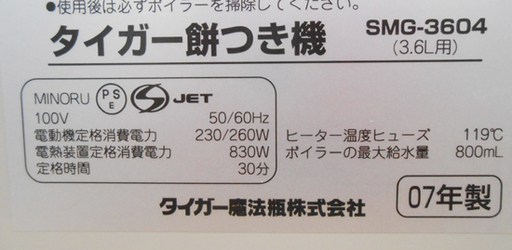 ●使用後は必ずボイラーを掃除してください。
タイガー餅つき機 SMG-3604
(3.6L用)
MINORU PSE JET
100V 50/60Hz
電動機定格消費電力 230/260W ヒーター温度ヒューズ 119℃
電熱装置定格消費電力 830W ボイラーの最大給水量 800mL
定格時間 30分
タイガー魔法瓶株式会社 07年製